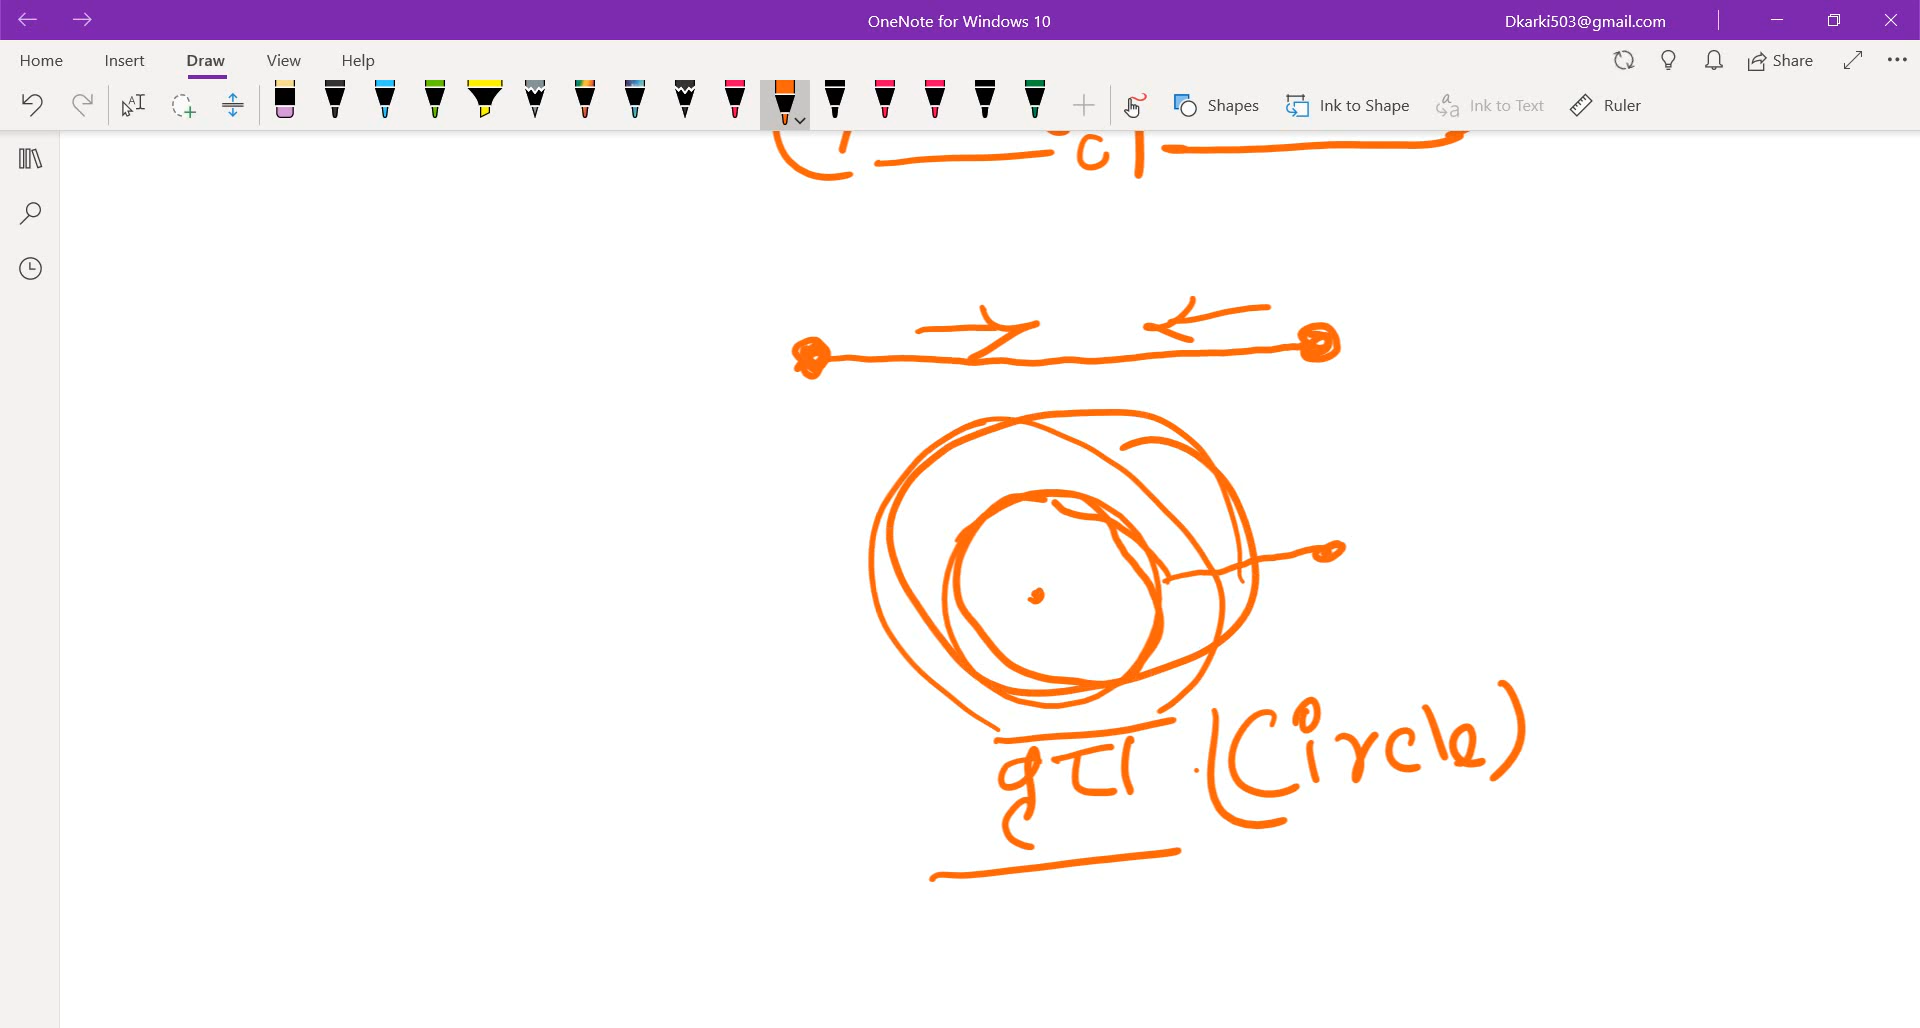 OneNote for Windows 10
Dkarki503@gmail.com
Home Insert Draw View Help
Share
Shapes Ink to Shape Ink to Text Ruler
वृत्त (Circle)